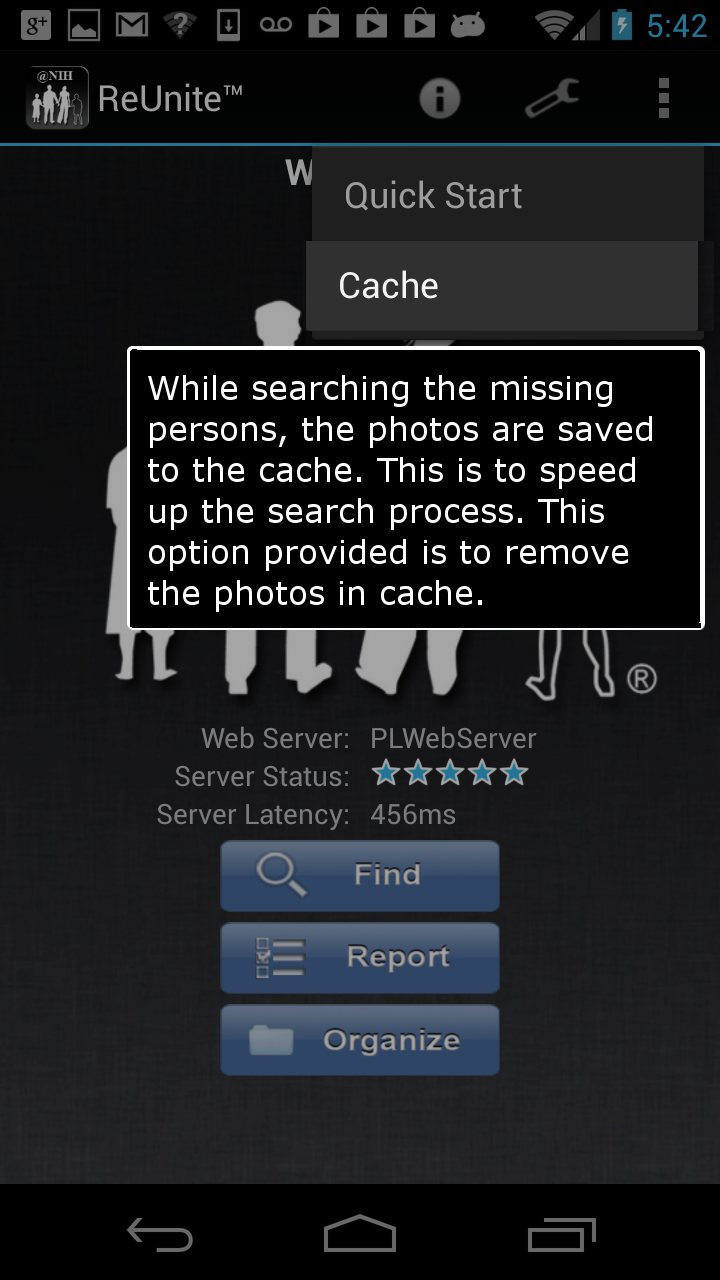 g+
?
5:42
@NIH
ReUnite™
i
W
Quick Start
Cache
While searching the missing
persons, the photos are saved
to the cache. This is to speed
up the search process. This
option provided is to remove
the photos in cache.
®
Web Server: PLWebServer
Server Status:
Server Latency: 456ms
Find
Report
Organize